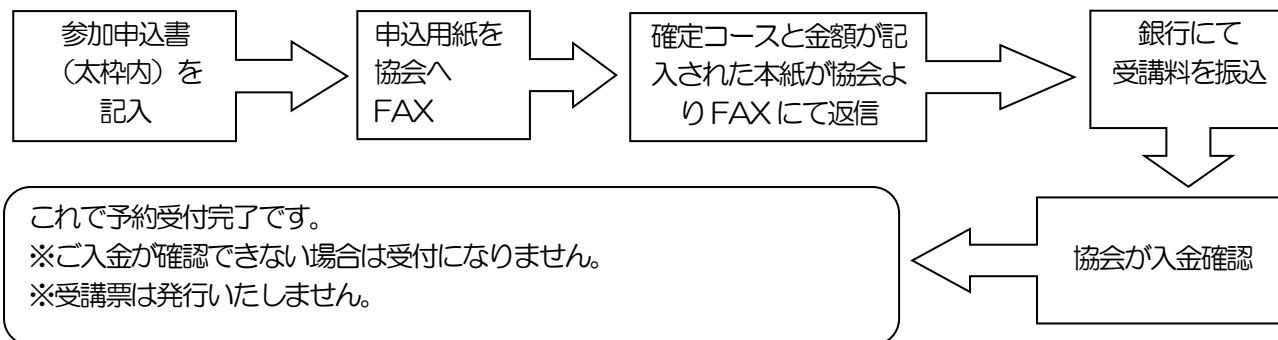 参加申込書
（太枠内）を
記入
申込用紙を
協会へ
FAX
確定コースと金額が記
入された本紙が協会よ
りFAXにて返信
銀行にて
受講料を振込
協会が入金確認
これで予約受付完了です。
※ご入金が確認できない場合は受付になりません。
※受講票は発行いたしません。